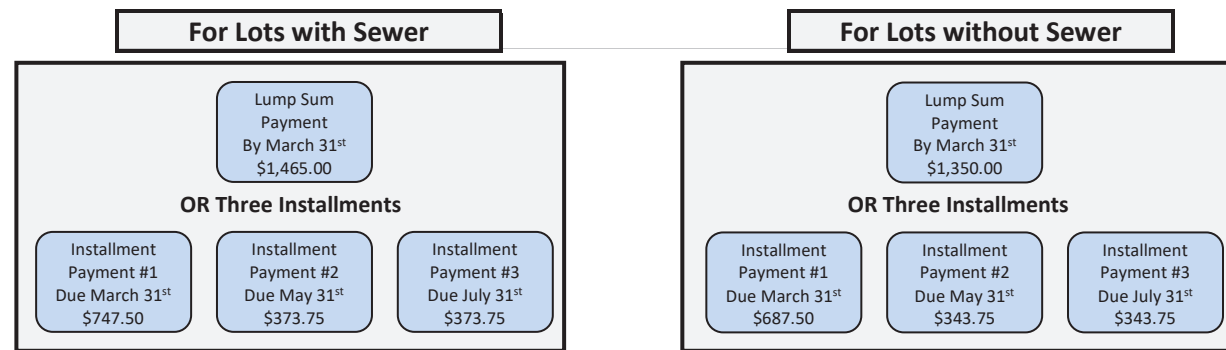 For Lots with Sewer
Lump Sum
Payment
By March 31st
$1,465.00
OR Three Installments
Installment
Payment #1
Due March 31st
$747.50
Installment
Payment #2
Due May 31st
$373.75
Installment
Payment #3
Due July 31st
$373.75
For Lots without Sewer
Lump Sum
Payment
By March 31st
$1,350.00
OR Three Installments
Installment
Payment #1
Due March 31st
$687.50
Installment
Payment #2
Due May 31st
$343.75
Installment
Payment #3
Due July 31st
$343.75